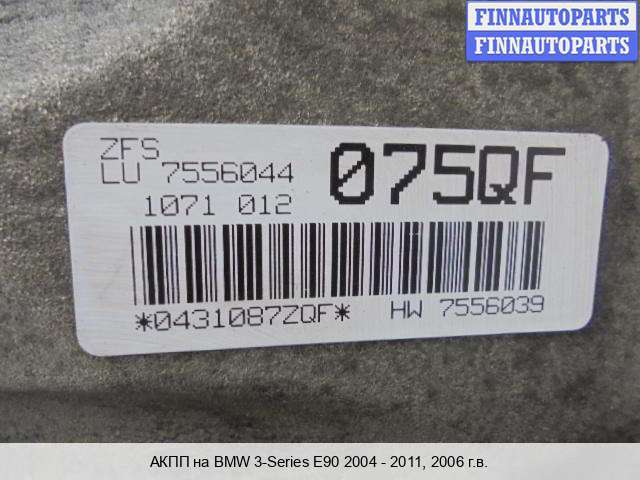 FINNAUTOPARTS
FINNAUTOPARTS
ZFS
LU 7556044
075QF
1071 012
*0431087ZQF*
HW 7556039
АКПП на BMW 3-Series E90 2004 - 2011, 2006 г.в.